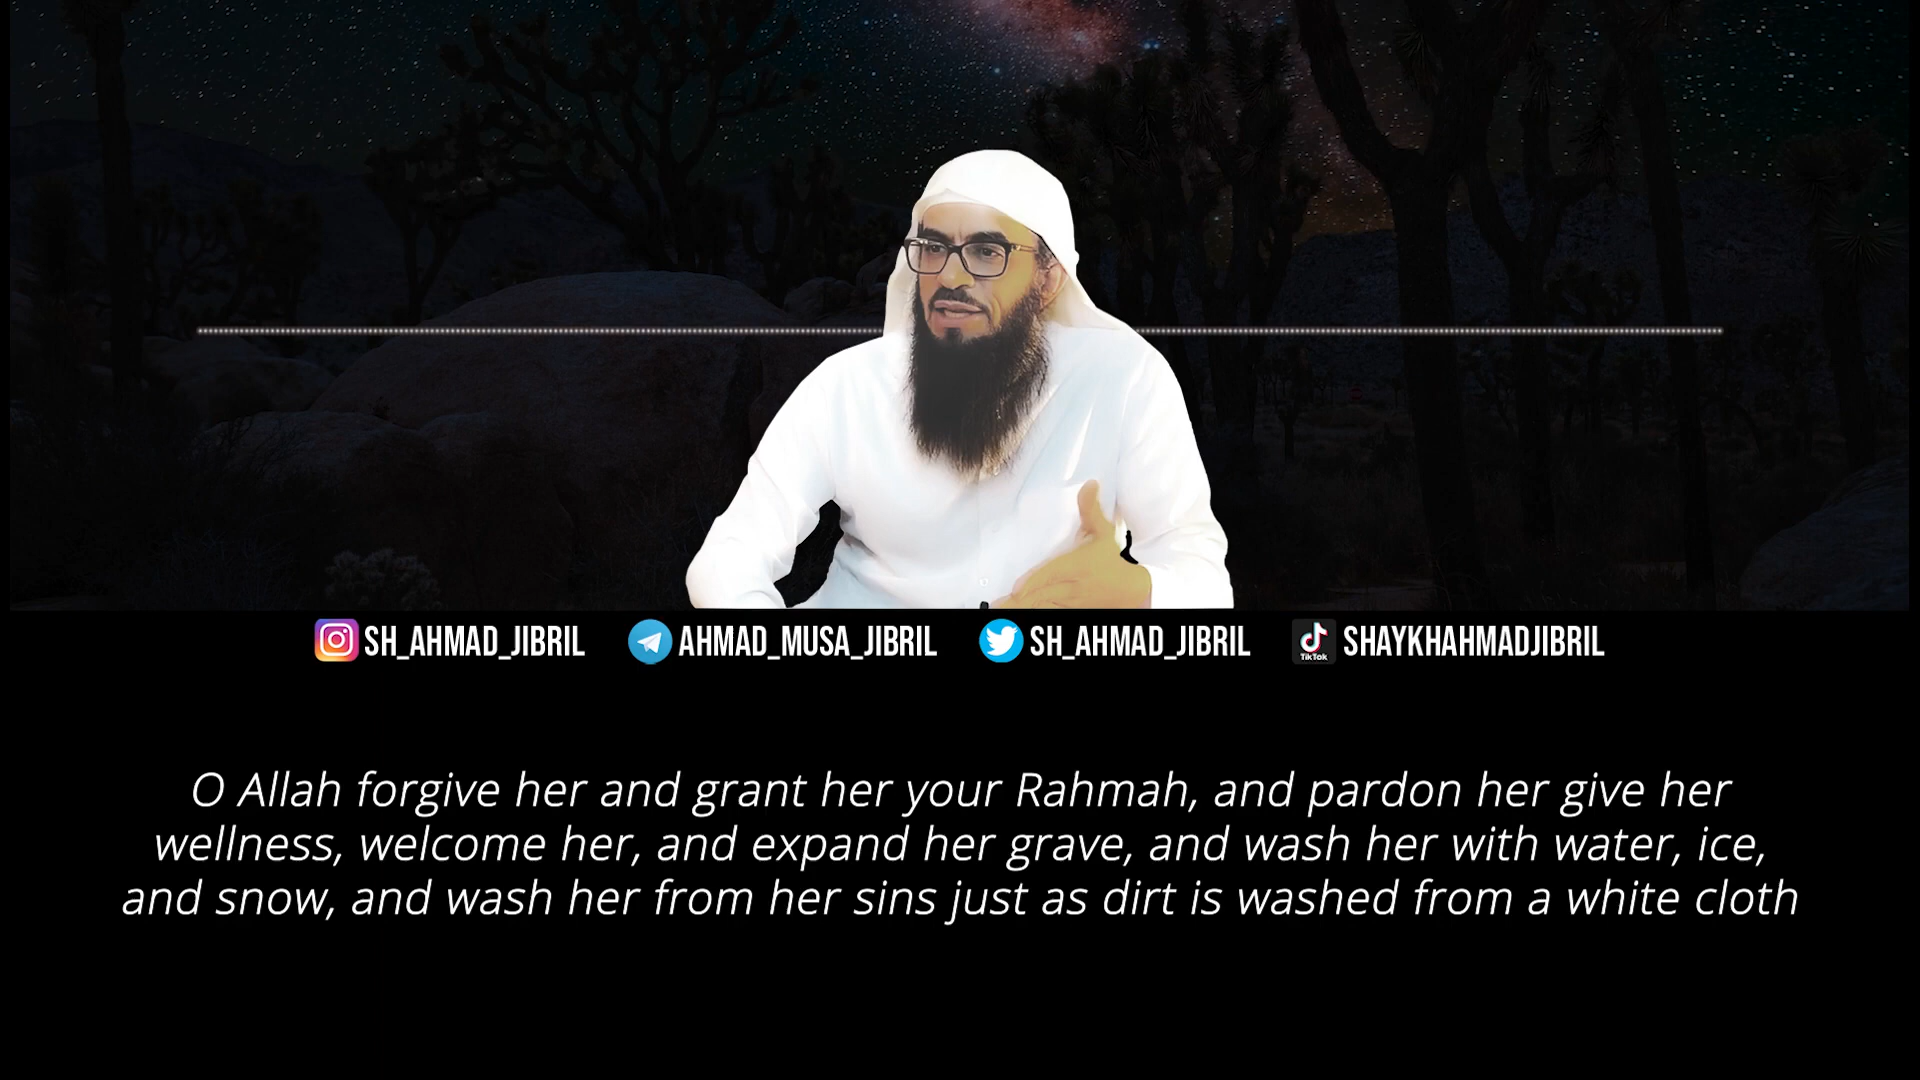 SH_AHMAD_JIBRIL AHMAD_MUSA_JIBRIL SH_AHMAD_JIBRIL TikTok SHAYKHAHMADJIBRIL
O Allah forgive her and grant her your Rahmah, and pardon her give her
wellness, welcome her, and expand her grave, and wash her with water, ice,
and snow, and wash her from her sins just as dirt is washed from a white cloth